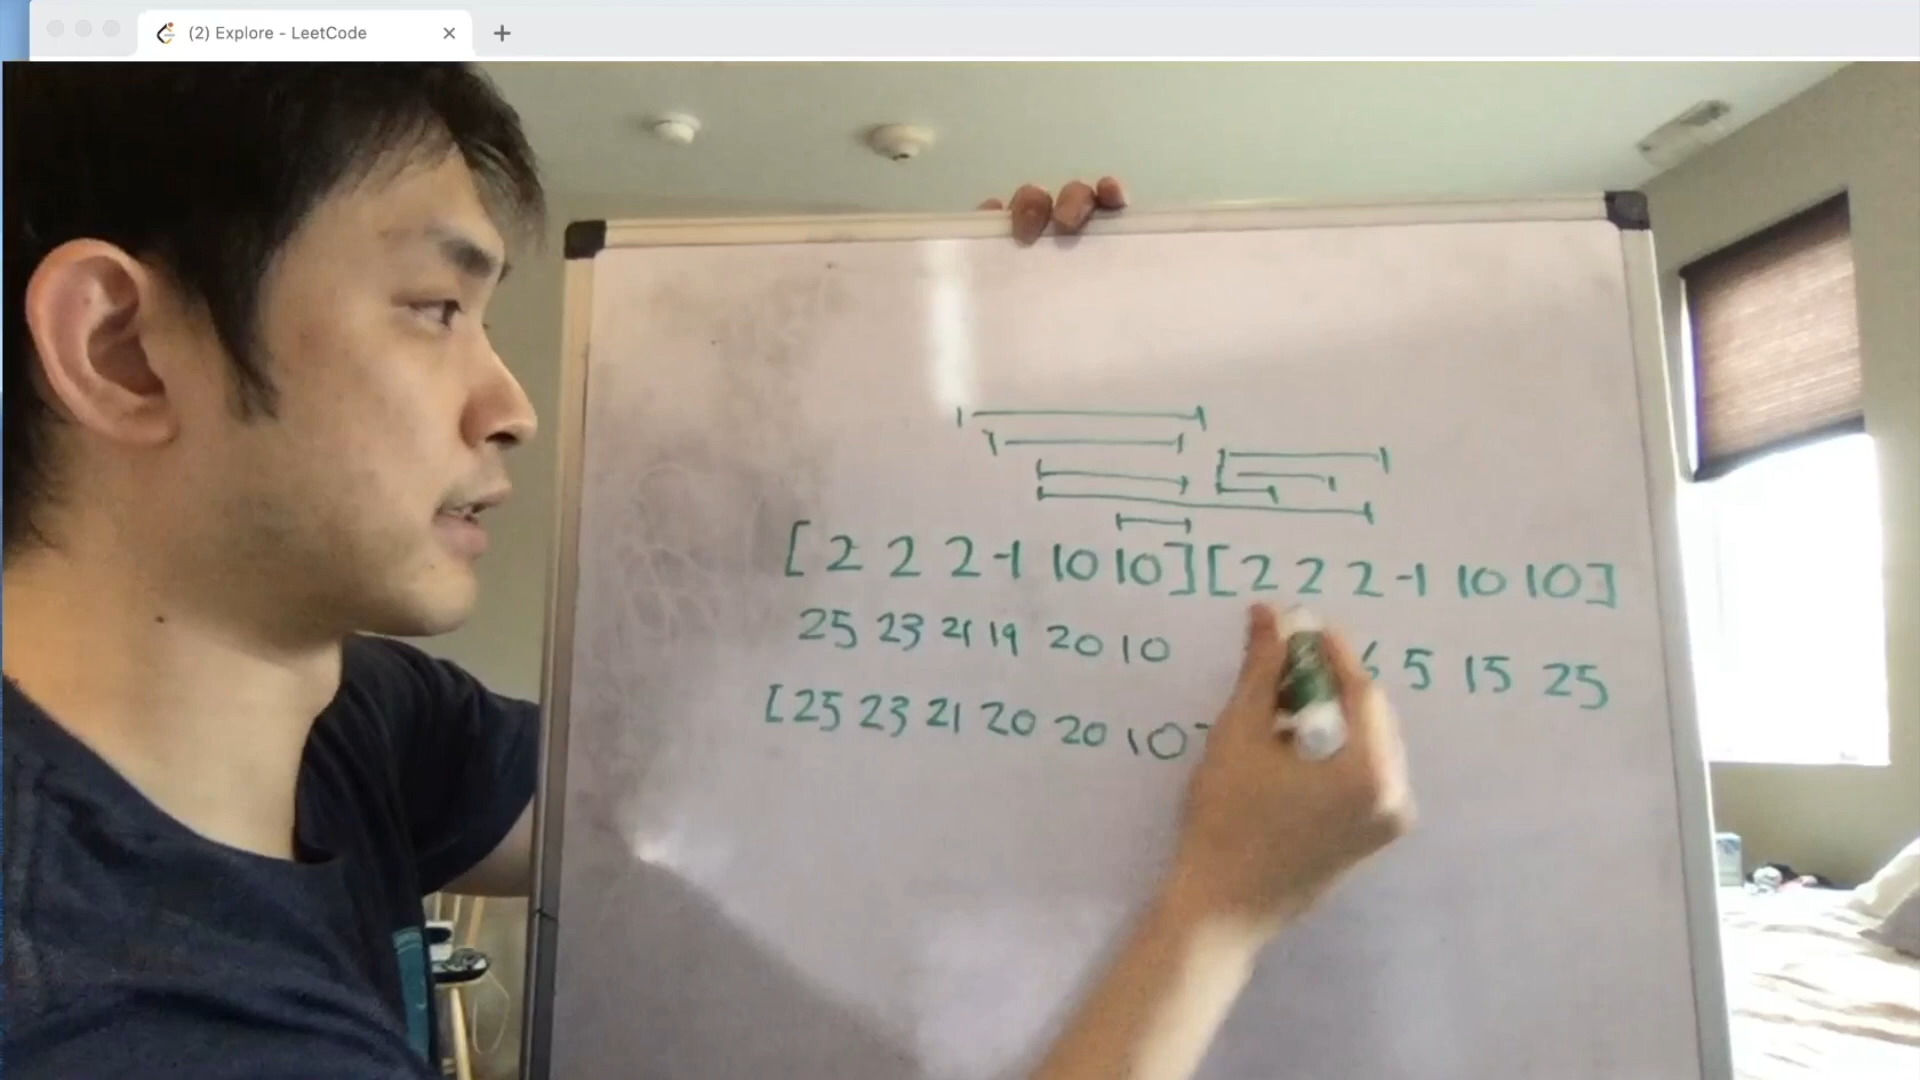 (2) Explore - LeetCode
[2 2 2 -1 10 10][2 2 2 -1 10 10]
25 23 21 19 20 10 6 5 15 25
[25 23 21 20 20 10